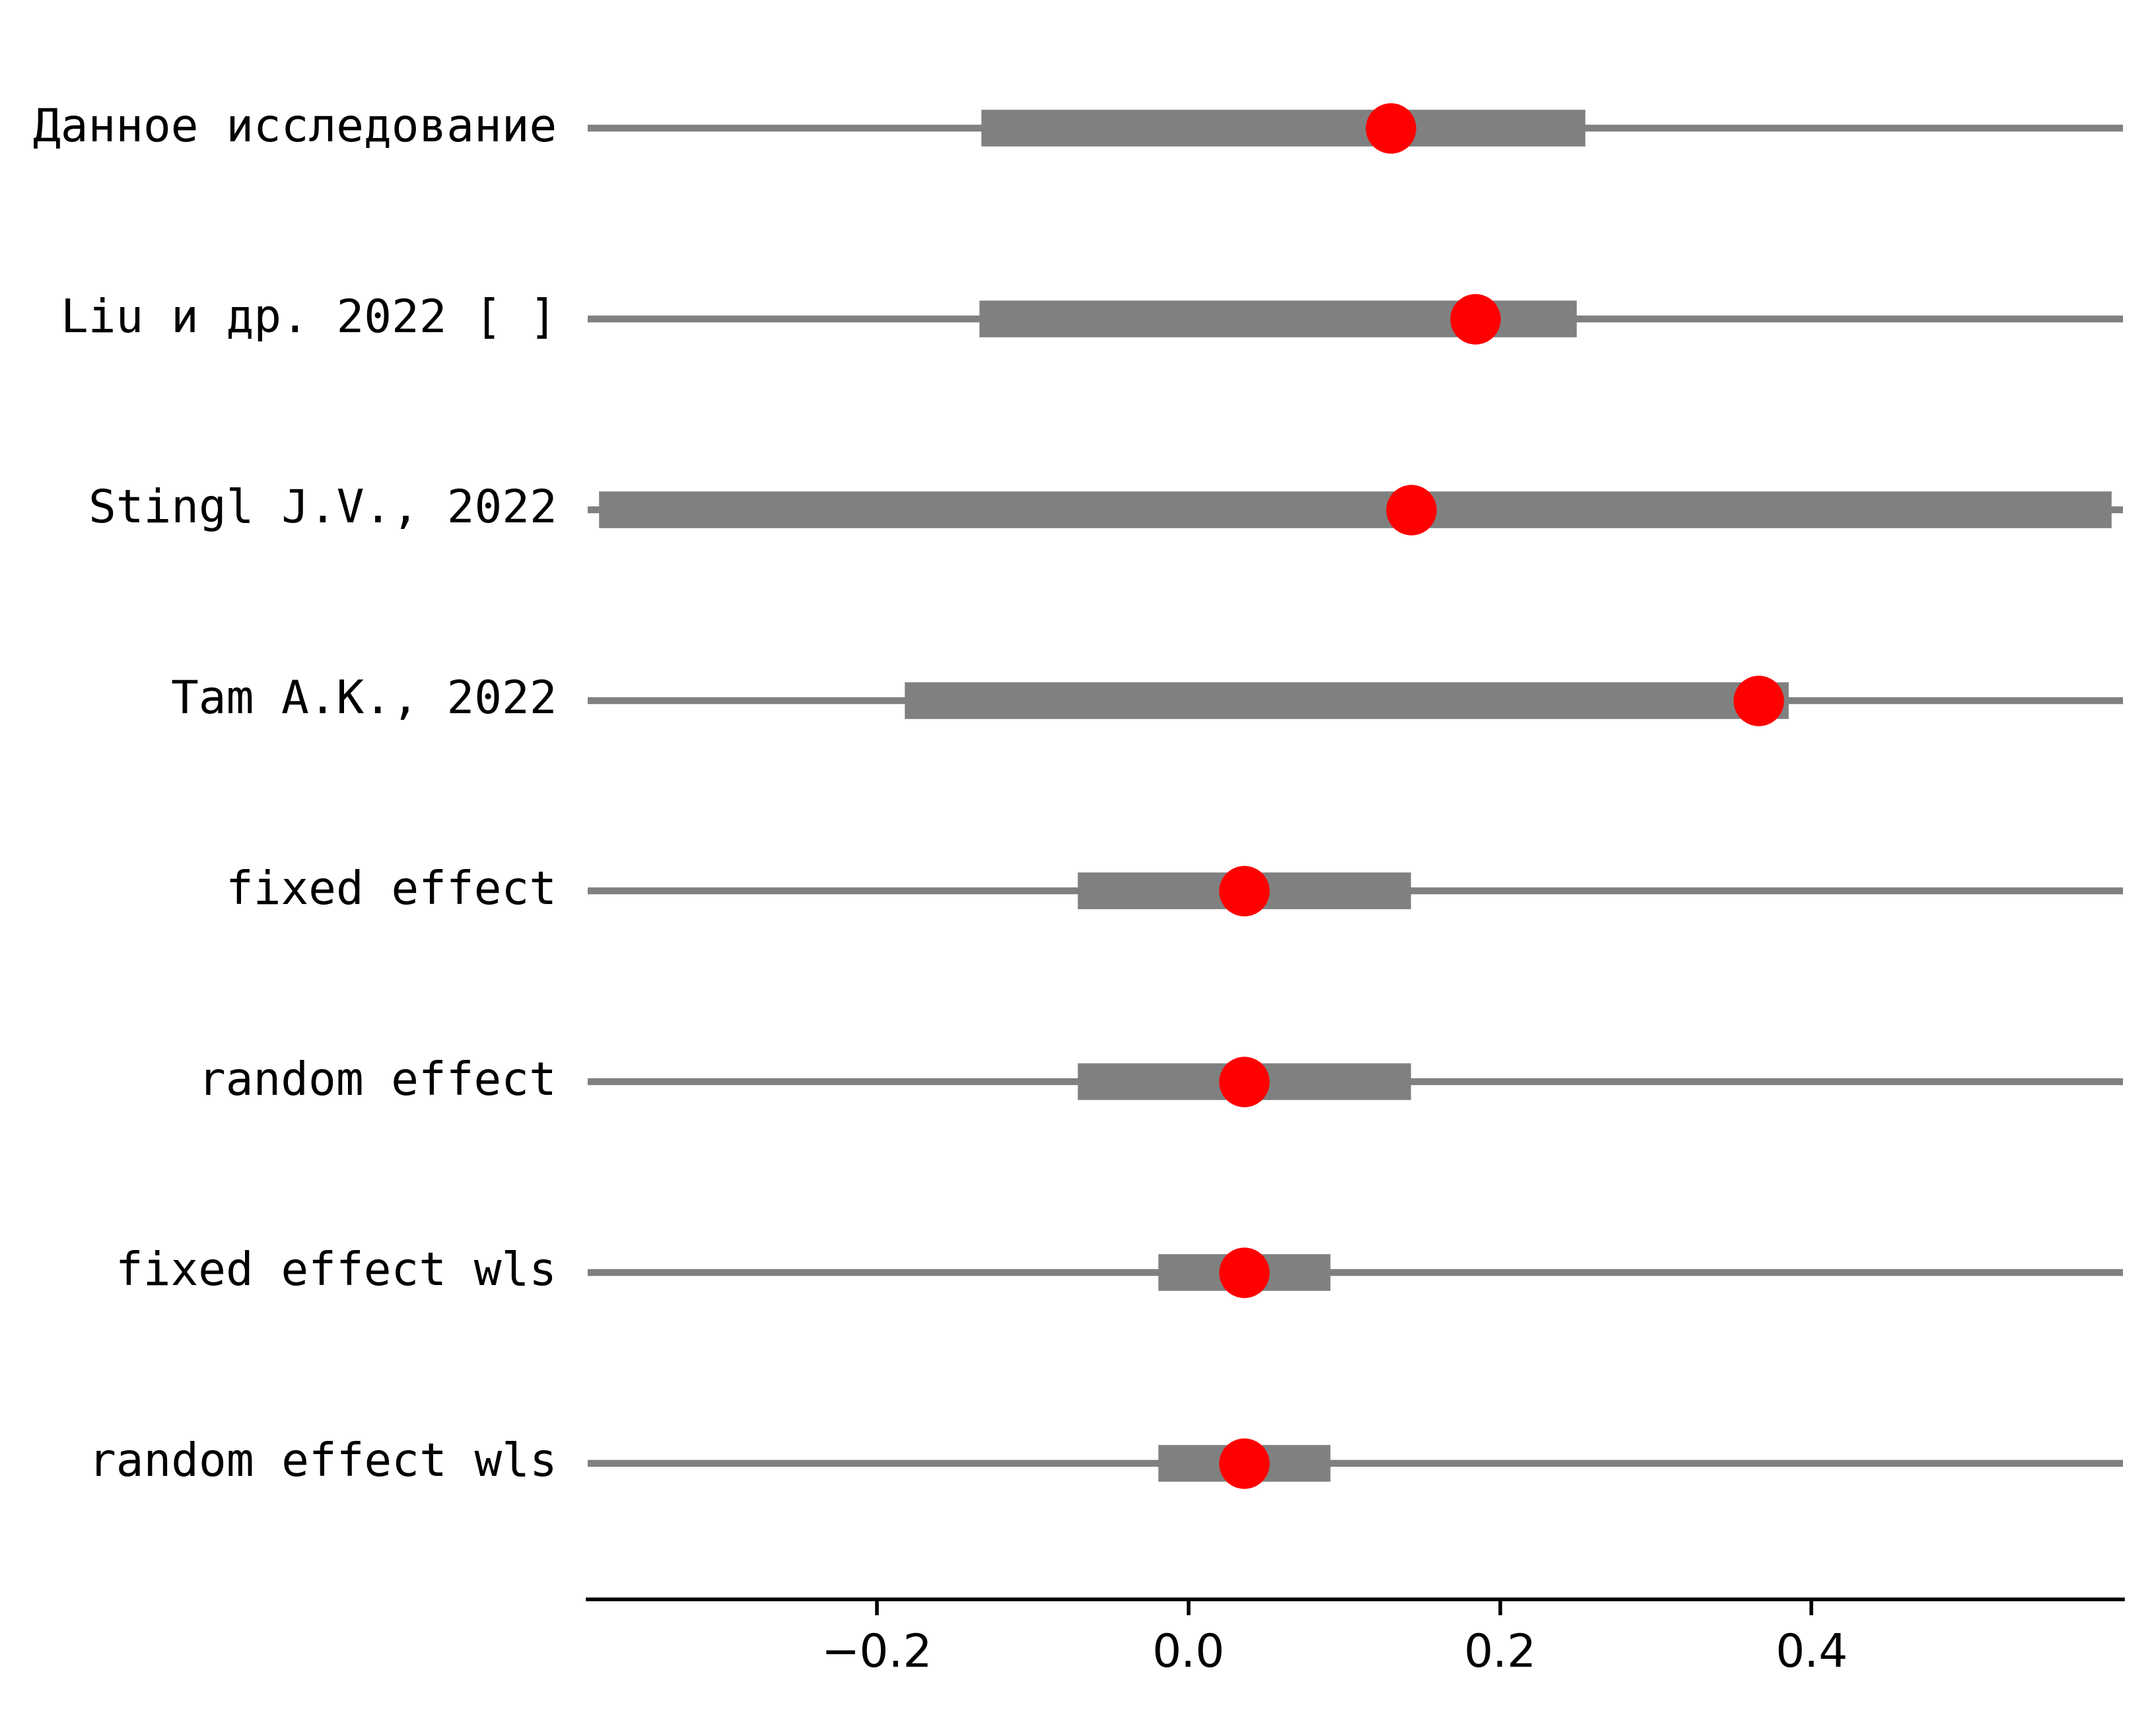 Данное исследование
Liu и др. 2022 [ ]
Stingl J.V., 2022
Tam A.K., 2022
fixed effect
random effect
fixed effect wls
random effect wls
−0.2 0.0 0.2 0.4